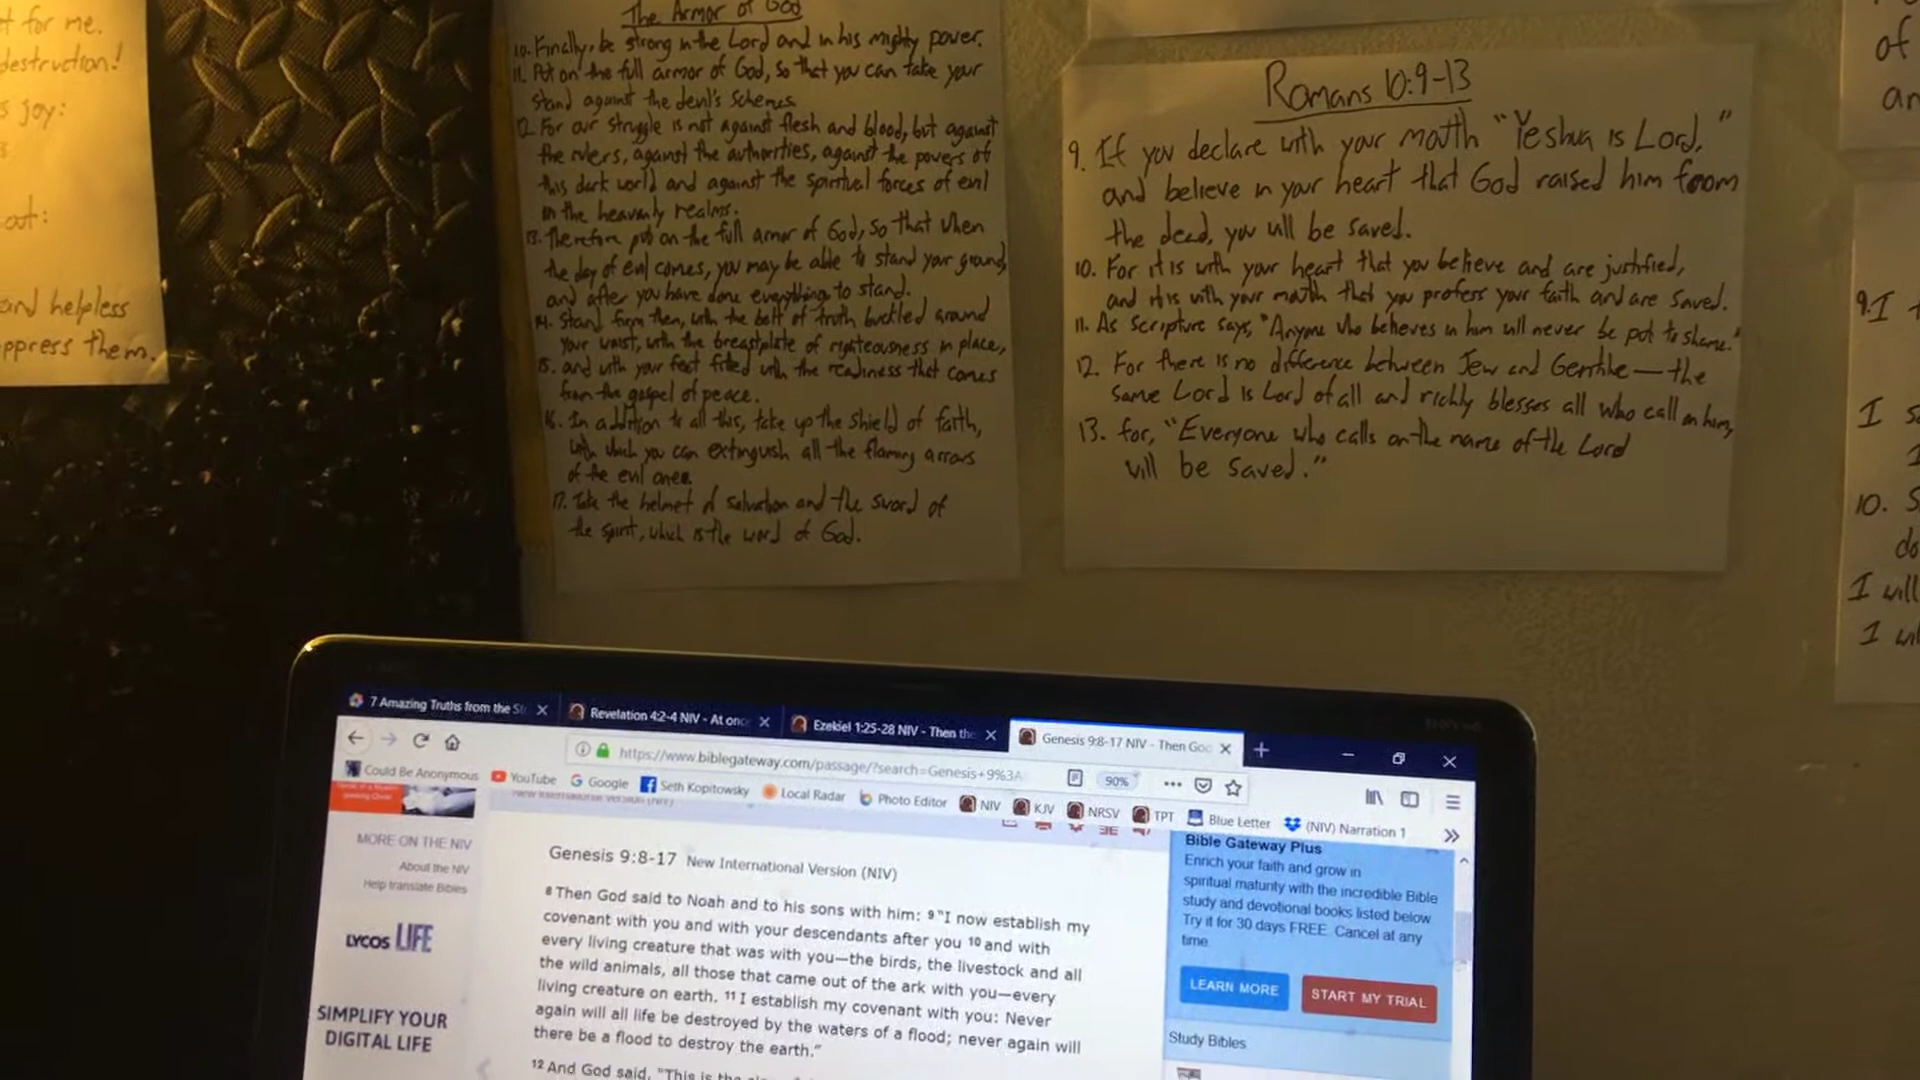 t for me.
destruction!
s joy:
s.
out:
and helpless
ppress them.
The Armor of God
10. Finally, be strong in the Lord and in his mighty power.
11. Put on the full armor of God, so that you can take your
stand against the devil's schemes.
12. For our struggle is not against flesh and blood, but against
the rulers, against the authorities, against the powers of
this dark world and against the spiritual forces of evil
in the heavenly realms.
13. Therefore put on the full armor of God, so that when
the day of evil comes, you may be able to stand your ground,
and after you have done everything, to stand.
14. Stand firm then, with the belt of truth buckled around
your waist, with the breastplate of righteousness in place,
15. and with your feet fitted with the readiness that comes
from the gospel of peace.
16. In addition to all this, take up the shield of faith,
with which you can extinguish all the flaming arrows
of the evil one.
17. Take the helmet of salvation and the sword of
the spirit, which is the word of God.
Romans 10:9-13
9. If you declare with your mouth "Yeshua is Lord,"
and believe in your heart that God raised him from
the dead, you will be saved.
10. For it is with your heart that you believe and are justified,
and it is with your mouth that you profess your faith and are saved.
11. As Scripture says, "Anyone who believes in him will never be put to shame."
12. For there is no difference between Jew and Gentile—the
same Lord is Lord of all and richly blesses all who call on him,
13. for, "Everyone who calls on the name of the Lord
will be saved."
of
an
9. I
I s
10. S
do
I will
I wi
7 Amazing Truths from the St
Revelation 4:2-4 NIV - At once
Ezekiel 1:25-28 NIV - Then the
Genesis 9:8-17 NIV - Then Goo
https://www.biblegateway.com/passage/?search=Genesis+9%3A
90%
Could Be Anonymous
YouTube
Google
Seth Kopitowsky
Local Radar
Photo Editor
NIV
KJV
NRSV
TPT
Blue Letter
(NIV) Narration 1
New International Version (NIV)
MORE ON THE NIV
About the NIV
Help translate Bibles
LYCOS LIFE
SIMPLIFY YOUR
DIGITAL LIFE
Genesis 9:8-17 New International Version (NIV)
8 Then God said to Noah and to his sons with him: 9 "I now establish my
covenant with you and with your descendants after you 10 and with
every living creature that was with you—the birds, the livestock and all
the wild animals, all those that came out of the ark with you—every
living creature on earth. 11 I establish my covenant with you: Never
again will all life be destroyed by the waters of a flood; never again will
there be a flood to destroy the earth."
12 And God said, "This is the
Bible Gateway Plus
Enrich your faith and grow in
spiritual maturity with the incredible Bible
study and devotional books listed below.
Try it for 30 days FREE. Cancel at any
time.
LEARN MORE
START MY TRIAL
Study Bibles